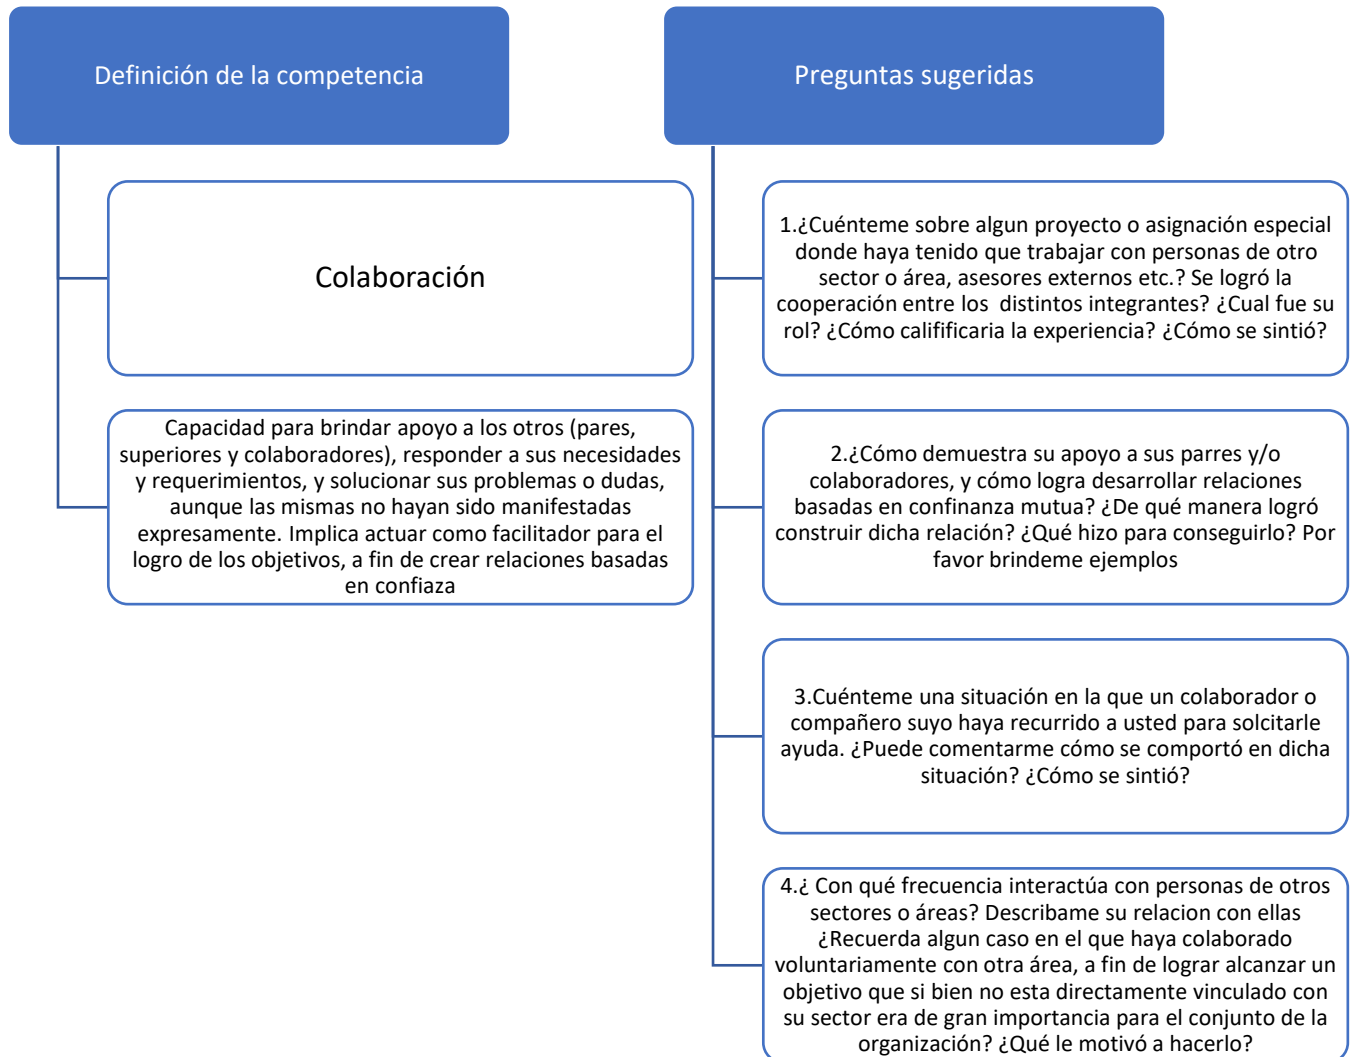 Definición de la competencia
Colaboración
Capacidad para brindar apoyo a los otros (pares,
superiores y colaboradores), responder a sus necesidades
y requerimientos, y solucionar sus problemas o dudas,
aunque las mismas no hayan sido manifestadas
expresamente. Implica actuar como facilitador para el
logro de los objetivos, a fin de crear relaciones basadas
en confiaza
Preguntas sugeridas
1.¿Cuénteme sobre algun proyecto o asignación especial
donde haya tenido que trabajar con personas de otro
sector o área, asesores externos etc.? Se logró la
cooperación entre los distintos integrantes? ¿Cual fue su
rol? ¿Cómo califificaria la experiencia? ¿Cómo se sintió?
2.¿Cómo demuestra su apoyo a sus parres y/o
colaboradores, y cómo logra desarrollar relaciones
basadas en confinanza mutua? ¿De qué manera logró
construir dicha relación? ¿Qué hizo para conseguirlo? Por
favor brindeme ejemplos
3.Cuénteme una situación en la que un colaborador o
compañero suyo haya recurrido a usted para solcitarle
ayuda. ¿Puede comentarme cómo se comportó en dicha
situación? ¿Cómo se sintió?
4.¿ Con qué frecuencia interactúa con personas de otros
sectores o áreas? Describame su relacion con ellas
¿Recuerda algun caso en el que haya colaborado
voluntariamente con otra área, a fin de lograr alcanzar un
objetivo que si bien no esta directamente vinculado con
su sector era de gran importancia para el conjunto de la
organización? ¿Qué le motivó a hacerlo?